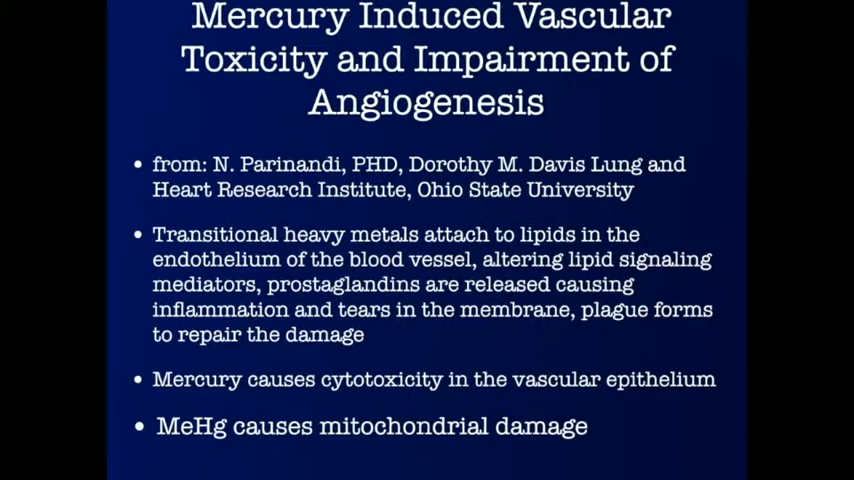 Mercury Induced Vascular
Toxicity and Impairment of
Angiogenesis
• from: N. Parinandi, PHD, Dorothy M. Davis Lung and
Heart Research Institute, Ohio State University
• Transitional heavy metals attach to lipids in the
endothelium of the blood vessel, altering lipid signaling
mediators, prostaglandins are released causing
inflammation and tears in the membrane, plague forms
to repair the damage
• Mercury causes cytotoxicity in the vascular epithelium
• MeHg causes mitochondrial damage